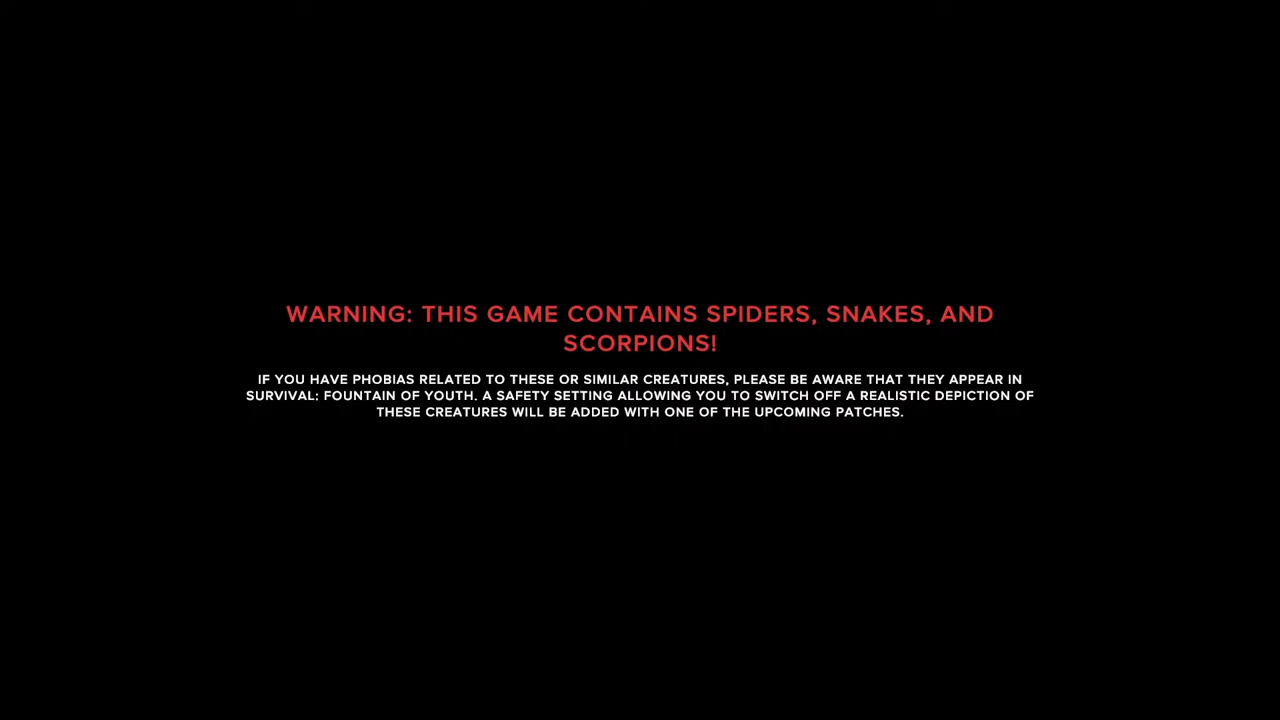 WARNING: THIS GAME CONTAINS SPIDERS, SNAKES, AND
SCORPIONS!
IF YOU HAVE PHOBIAS RELATED TO THESE OR SIMILAR CREATURES, PLEASE BE AWARE THAT THEY APPEAR IN
SURVIVAL: FOUNTAIN OF YOUTH. A SAFETY SETTING ALLOWING YOU TO SWITCH OFF A REALISTIC DEPICTION OF
THESE CREATURES WILL BE ADDED WITH ONE OF THE UPCOMING PATCHES.